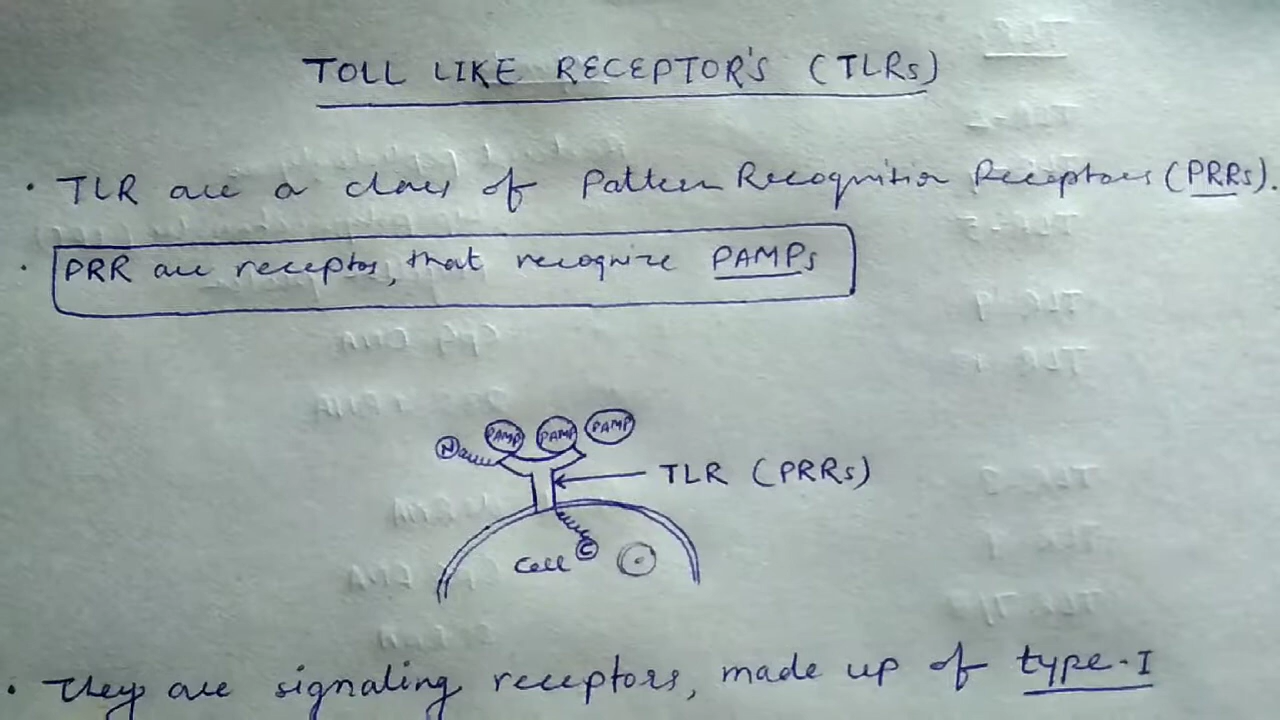 TOLL LIKE RECEPTOR'S (TLRs)
• TLR are a class of Pattern Recognition Receptors (PRRs).
• PRR are receptors, that recognize PAMPs
PAMP PAMP PAMP
N
TLR (PRRs)
Cell C
• They are signaling receptors, made up of type-I